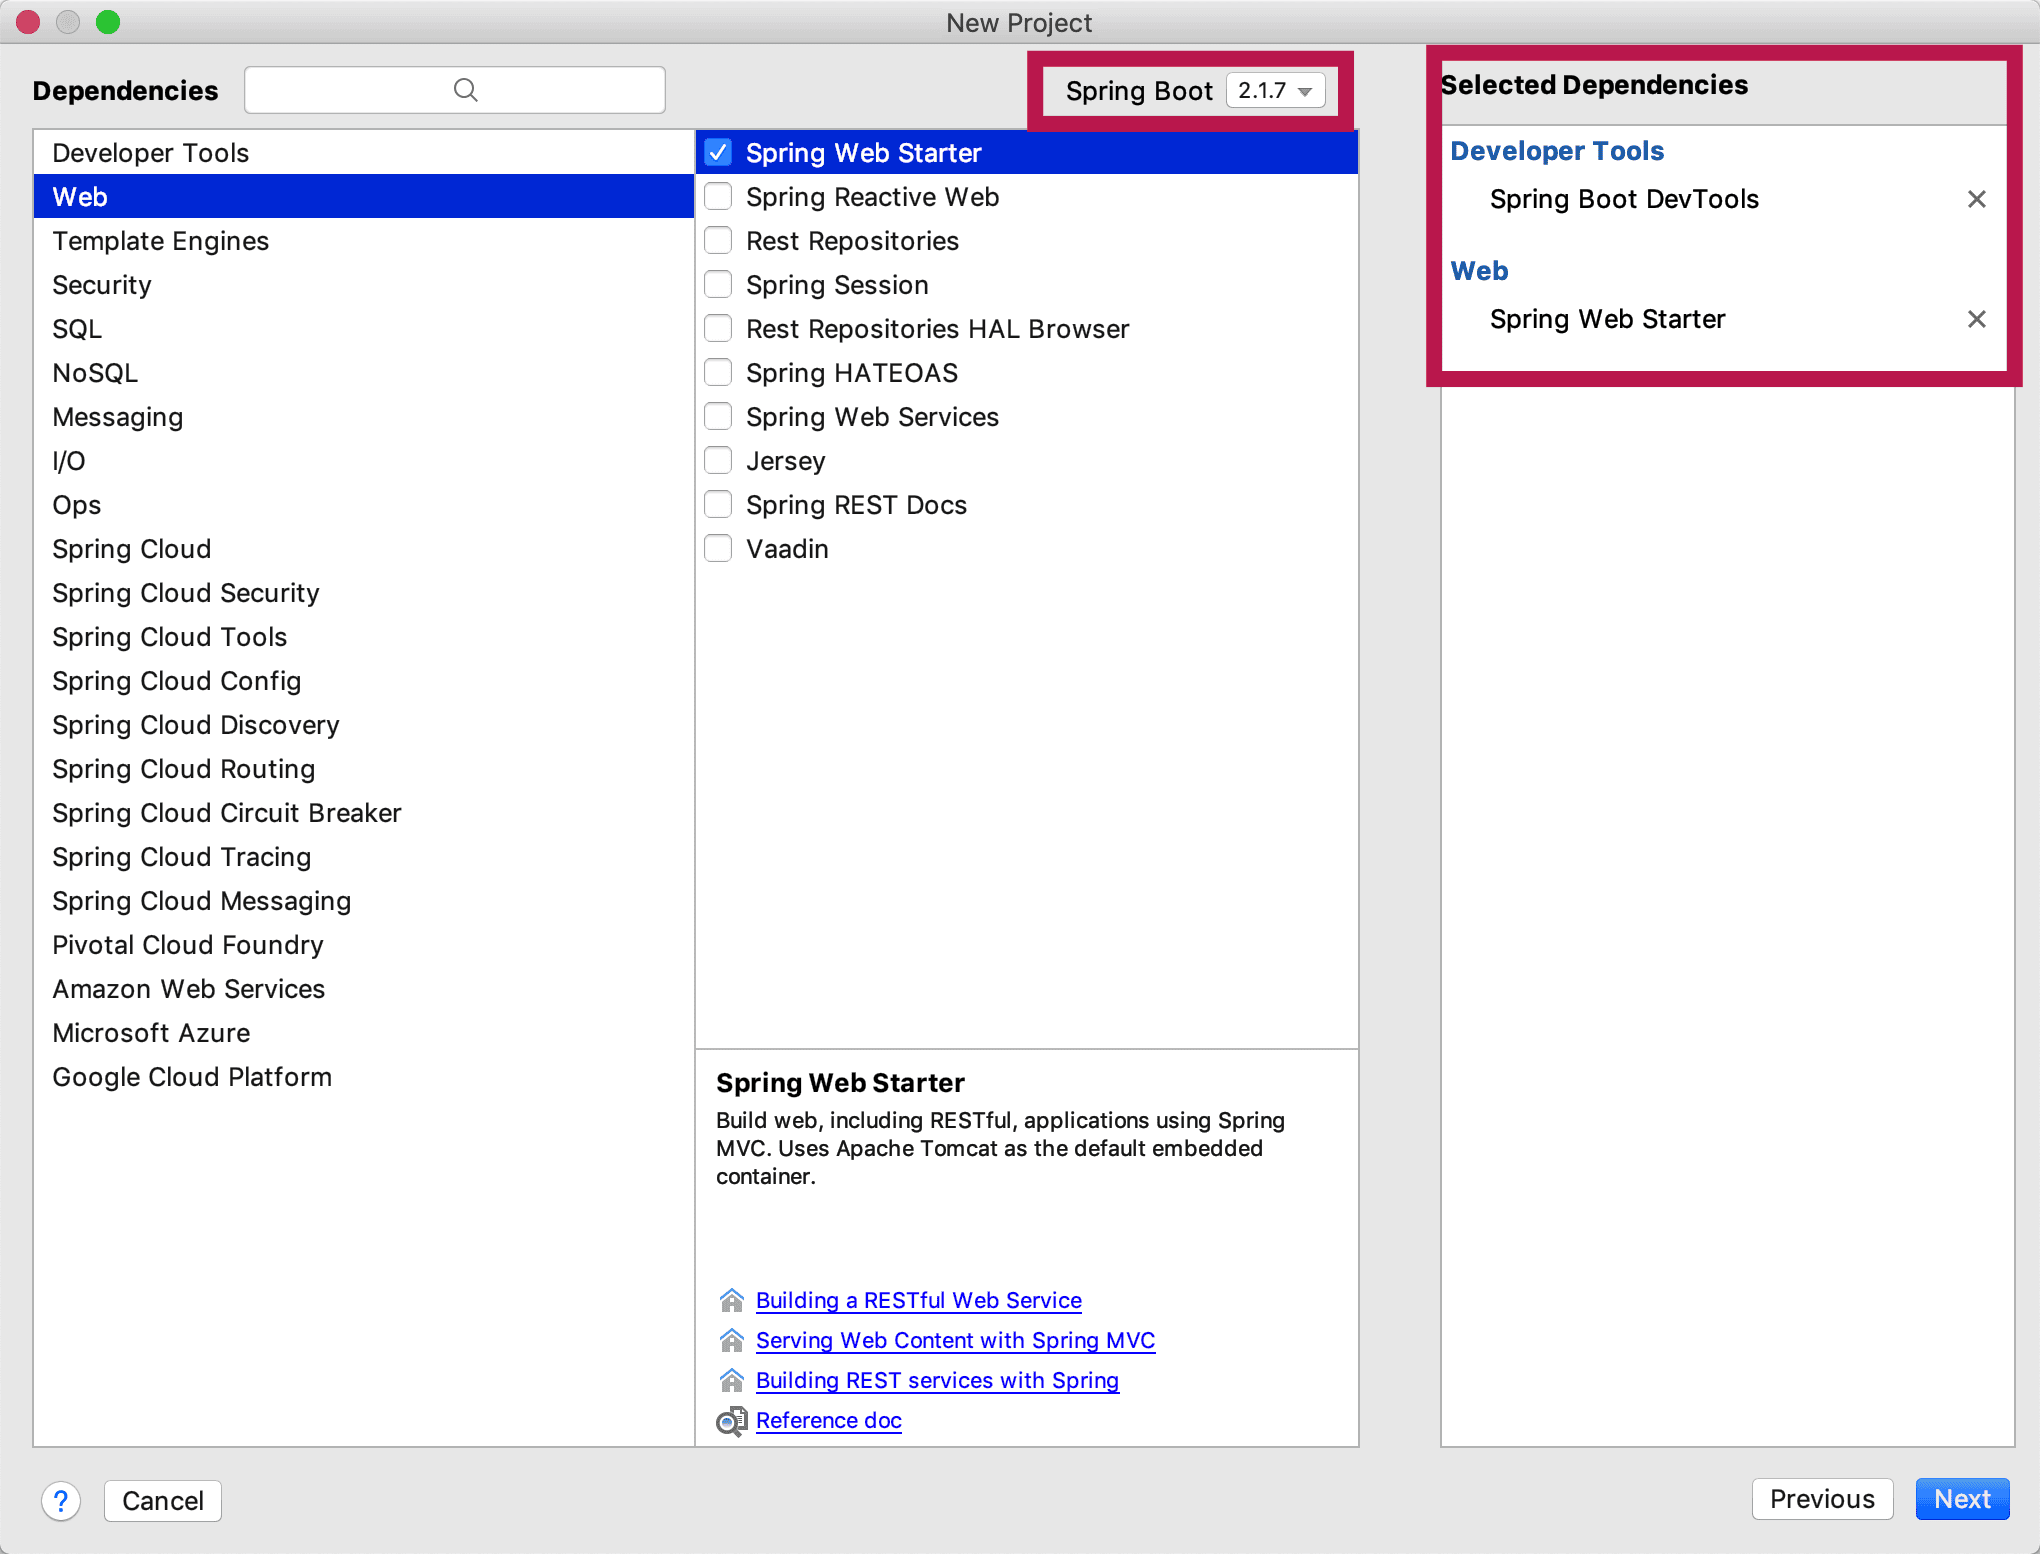 New Project
Dependencies
Spring Boot 2.1.7
Selected Dependencies
Developer Tools
Web
Template Engines
Security
SQL
NoSQL
Messaging
I/O
Ops
Spring Cloud
Spring Cloud Security
Spring Cloud Tools
Spring Cloud Config
Spring Cloud Discovery
Spring Cloud Routing
Spring Cloud Circuit Breaker
Spring Cloud Tracing
Spring Cloud Messaging
Pivotal Cloud Foundry
Amazon Web Services
Microsoft Azure
Google Cloud Platform
Spring Web Starter
Spring Reactive Web
Rest Repositories
Spring Session
Rest Repositories HAL Browser
Spring HATEOAS
Spring Web Services
Jersey
Spring REST Docs
Vaadin
Spring Web Starter
Build web, including RESTful, applications using Spring
MVC. Uses Apache Tomcat as the default embedded
container.
Building a RESTful Web Service
Serving Web Content with Spring MVC
Building REST services with Spring
Reference doc
Developer Tools
Spring Boot DevTools
Web
Spring Web Starter
?
Cancel
Previous
Next